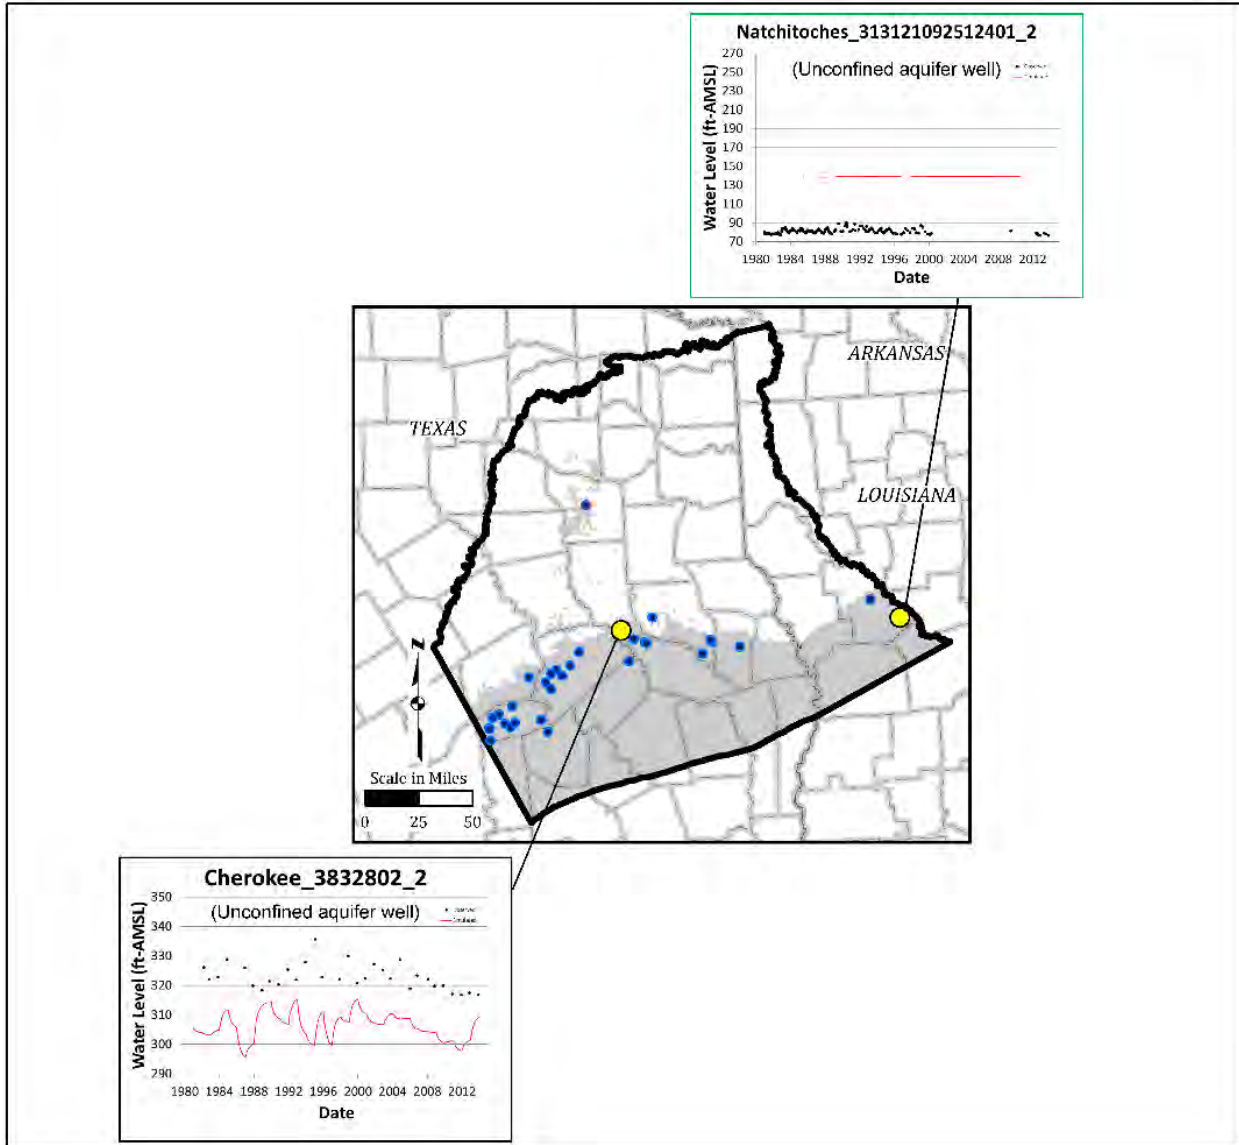 Natchitoches_313121092512401_2
(Unconfined aquifer well)
Water Level (ft-AMSL)
270
250
230
210
190
170
150
130
110
90
70
1980 1984 1988 1992 1996 2000 2004 2008 2012
Date
ARKANSAS
TEXAS
LOUISIANA
N
Scale in Miles
0 25 50
Cherokee_3832802_2
(Unconfined aquifer well)
Water Level (ft-AMSL)
350
340
330
320
310
300
290
1980 1984 1988 1992 1996 2000 2004 2008 2012
Date